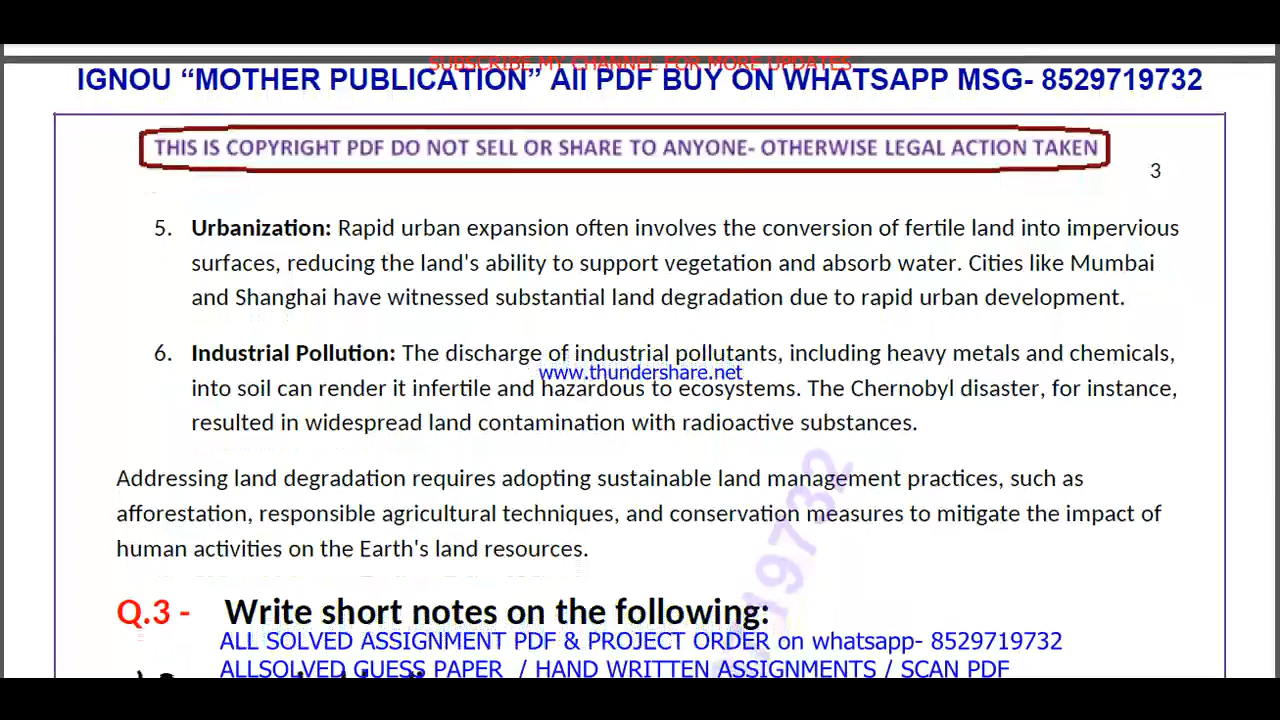 SUBSCRIBE MY CHANNEL FOR MORE UPDATES
IGNOU “MOTHER PUBLICATION” All PDF BUY ON WHATSAPP MSG- 8529719732
THIS IS COPYRIGHT PDF DO NOT SELL OR SHARE TO ANYONE- OTHERWISE LEGAL ACTION TAKEN
3
5. Urbanization: Rapid urban expansion often involves the conversion of fertile land into impervious
surfaces, reducing the land's ability to support vegetation and absorb water. Cities like Mumbai
and Shanghai have witnessed substantial land degradation due to rapid urban development.
6. Industrial Pollution: The discharge of industrial pollutants, including heavy metals and chemicals,
www.thundershare.net
into soil can render it infertile and hazardous to ecosystems. The Chernobyl disaster, for instance,
resulted in widespread land contamination with radioactive substances.
Addressing land degradation requires adopting sustainable land management practices, such as
afforestation, responsible agricultural techniques, and conservation measures to mitigate the impact of
human activities on the Earth's land resources.
Q.3 - Write short notes on the following:
ALL SOLVED ASSIGNMENT PDF & PROJECT ORDER on whatsapp- 8529719732
ALLSOLVED GUESS PAPER / HAND WRITTEN ASSIGNMENTS / SCAN PDF